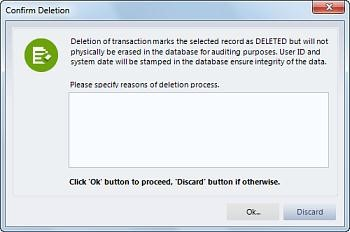 Confirm Deletion
Deletion of transaction marks the selected record as DELETED but will not
physically be erased in the database for auditing purposes. User ID and
system date will be stamped in the database ensure integrity of the data.
Please specify reasons of deletion process.
Click 'Ok' button to proceed, 'Discard' button if otherwise.
Ok...
Discard